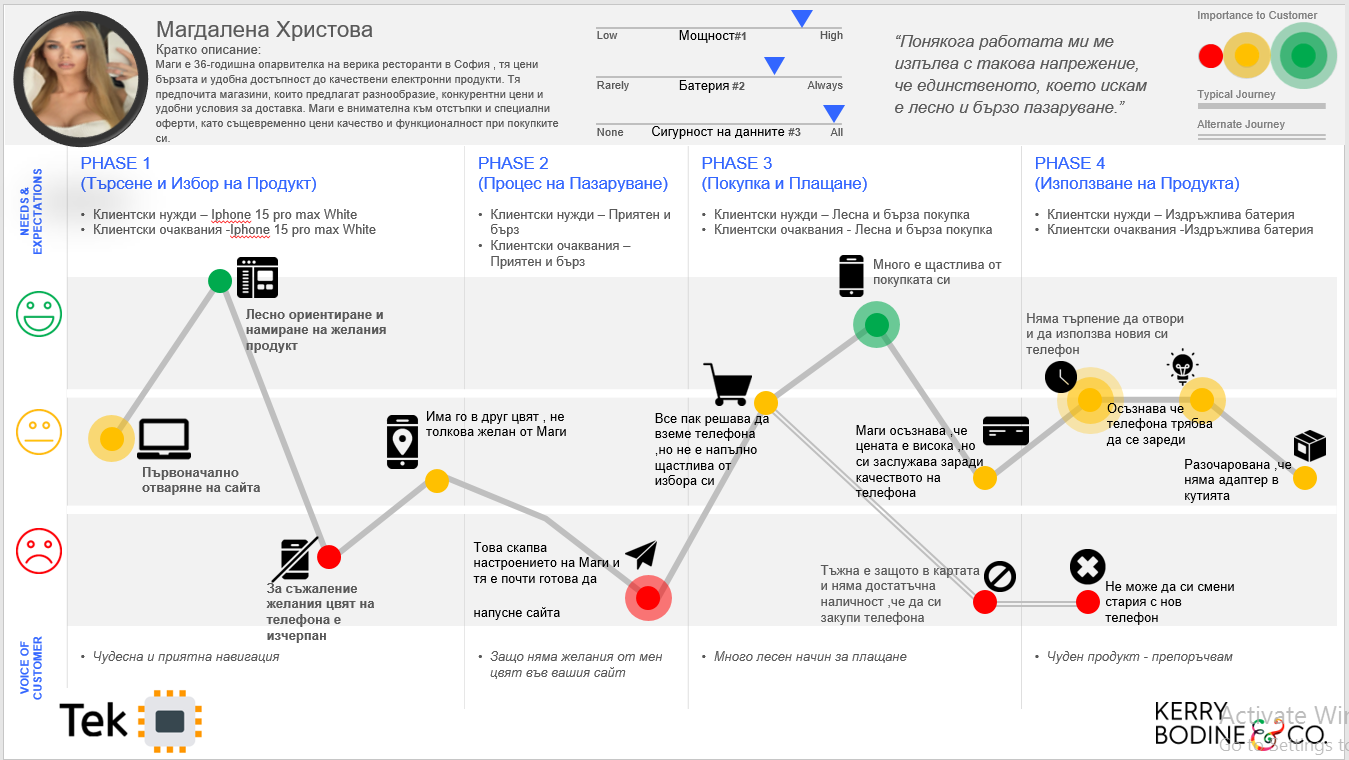 Магдалена Христова
Кратко описание:
Маги е 36-годишна опарвителка на верика ресторанти в София , тя цени
бързата и удобна достъпност до качествени електронни продукти. Тя
предпочита магазини, които предлагат разнообразие, конкурентни цени и
удобни условия за доставка. Маги е внимателна към отстъпки и специални
оферти, като същевременно цени качество и функционалност при покупките
си.
Low Мощност#1 High
Rarely Батерия #2 Always
None Сигурност на данните #3 All
“Понякога работата ми ме
изпълва с такова напрежение,
че единственото, което искам
е лесно и бързо пазаруване.”
Importance to Customer
Typical Journey
Alternate Journey
NEEDS &
EXPECTATIONS
PHASE 1
(Търсене и Избор на Продукт)
• Клиентски нужди – Iphone 15 pro max White
• Клиентски очаквания -Iphone 15 pro max White
PHASE 2
(Процес на Пазаруване)
• Клиентски нужди – Приятен и
бърз
• Клиентски очаквания –
Приятен и бърз
PHASE 3
(Покупка и Плащане)
• Клиентски нужди – Лесна и бърза покупка
• Клиентски очаквания - Лесна и бърза покупка
PHASE 4
(Използване на Продукта)
• Клиентски нужди – Издръжлива батерия
• Клиентски очаквания -Издръжлива батерия
Лесно ориентиране и
намиране на желания
продукт
Първоначално
отваряне на сайта
За съжаление
желания цвят на
телефона е
изчерпан
Има го в друг цвят , не
толкова желан от Маги
Това скапва
настроението на Маги и
тя е почти готова да
напусне сайта
Все пак решава да
вземе телефона
,но не е напълно
щастлива от
избора си
Много е щастлива от
покупката си
Маги осъзнава ,че
цената е висока ,но
си заслужава заради
качеството на
телефона
Тъжна е защото в картата
и няма достатъчна
наличност ,че да си
закупи телефона
Няма търпение да отвори
и да използва новия си
телефон
Осъзнава че
телефона трябва
да се зареди
Разочарована ,че
няма адаптер в
кутията
Не може да си смени
стария с нов
телефон
VOICE OF
CUSTOMER
• Чудесна и приятна навигация
• Защо няма желания от мен
цвят във вашия сайт
• Много лесен начин за плащане
• Чуден продукт - препоръчвам
Tek
KERRY
BODINE & CO.
Activate Wi
Go to Settings to